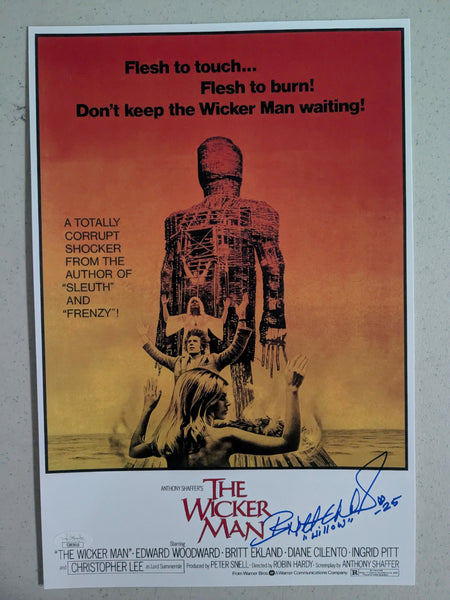 Flesh to touch...
Flesh to burn!
Don't keep the Wicker Man waiting!
A TOTALLY
CORRUPT
SHOCKER
FROM THE
AUTHOR OF
"SLEUTH"
AND
"FRENZY"!
ANTHONY SHAFFER'S
THE
WICKER
MAN
Britt Ekland
-25
"Willow"
Starring
"THE WICKER MAN" · EDWARD WOODWARD · BRITT EKLAND · DIANE CILENTO · INGRID PITT
and CHRISTOPHER LEE as Lord Summerisle Produced by PETER SNELL · Directed by ROBIN HARDY · Screenplay by ANTHONY SHAFFER
R
From Warner Bros. A Warner Communications Company